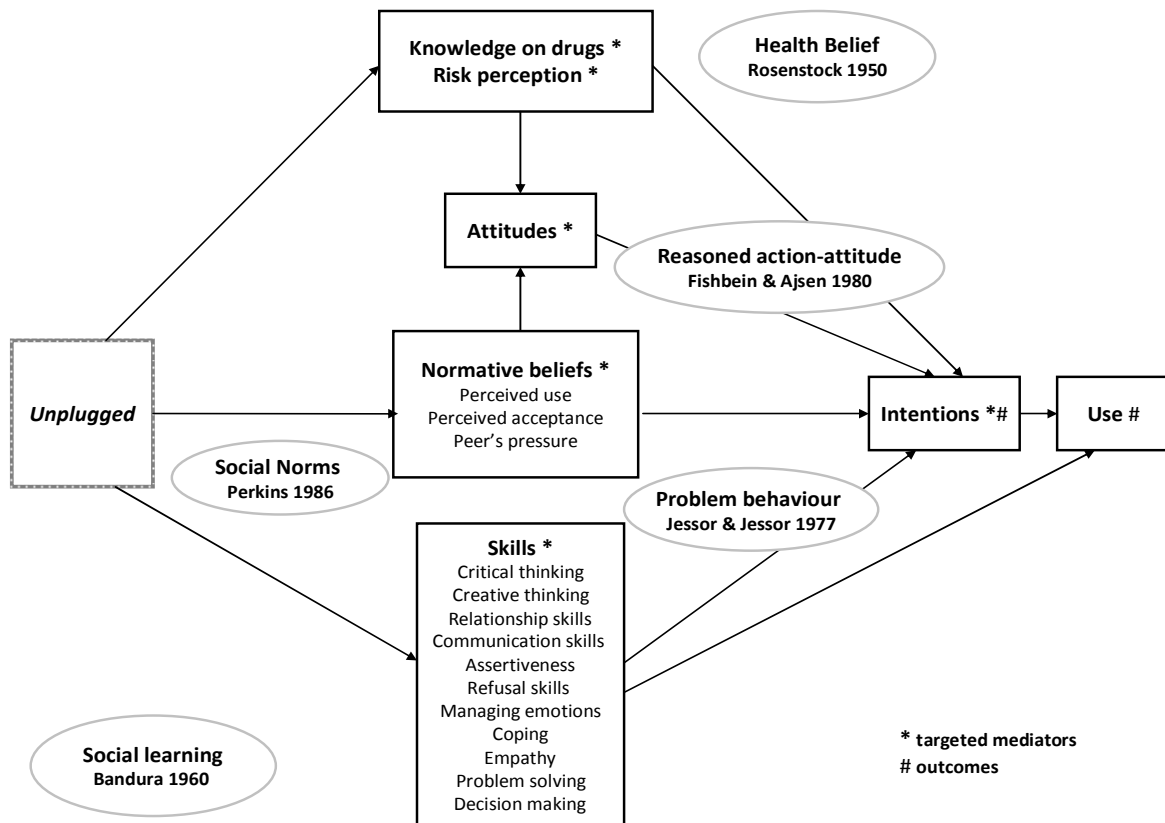 Knowledge on drugs *
Risk perception *
Health Belief
Rosenstock 1950
Attitudes *
Reasoned action-attitude
Fishbein & Ajsen 1980
Unplugged
Normative beliefs *
Perceived use
Perceived acceptance
Peer's pressure
Intentions *#
Use #
Social Norms
Perkins 1986
Problem behaviour
Jessor & Jessor 1977
Skills *
Critical thinking
Creative thinking
Relationship skills
Communication skills
Assertiveness
Refusal skills
Managing emotions
Coping
Empathy
Problem solving
Decision making
Social learning
Bandura 1960
* targeted mediators
# outcomes